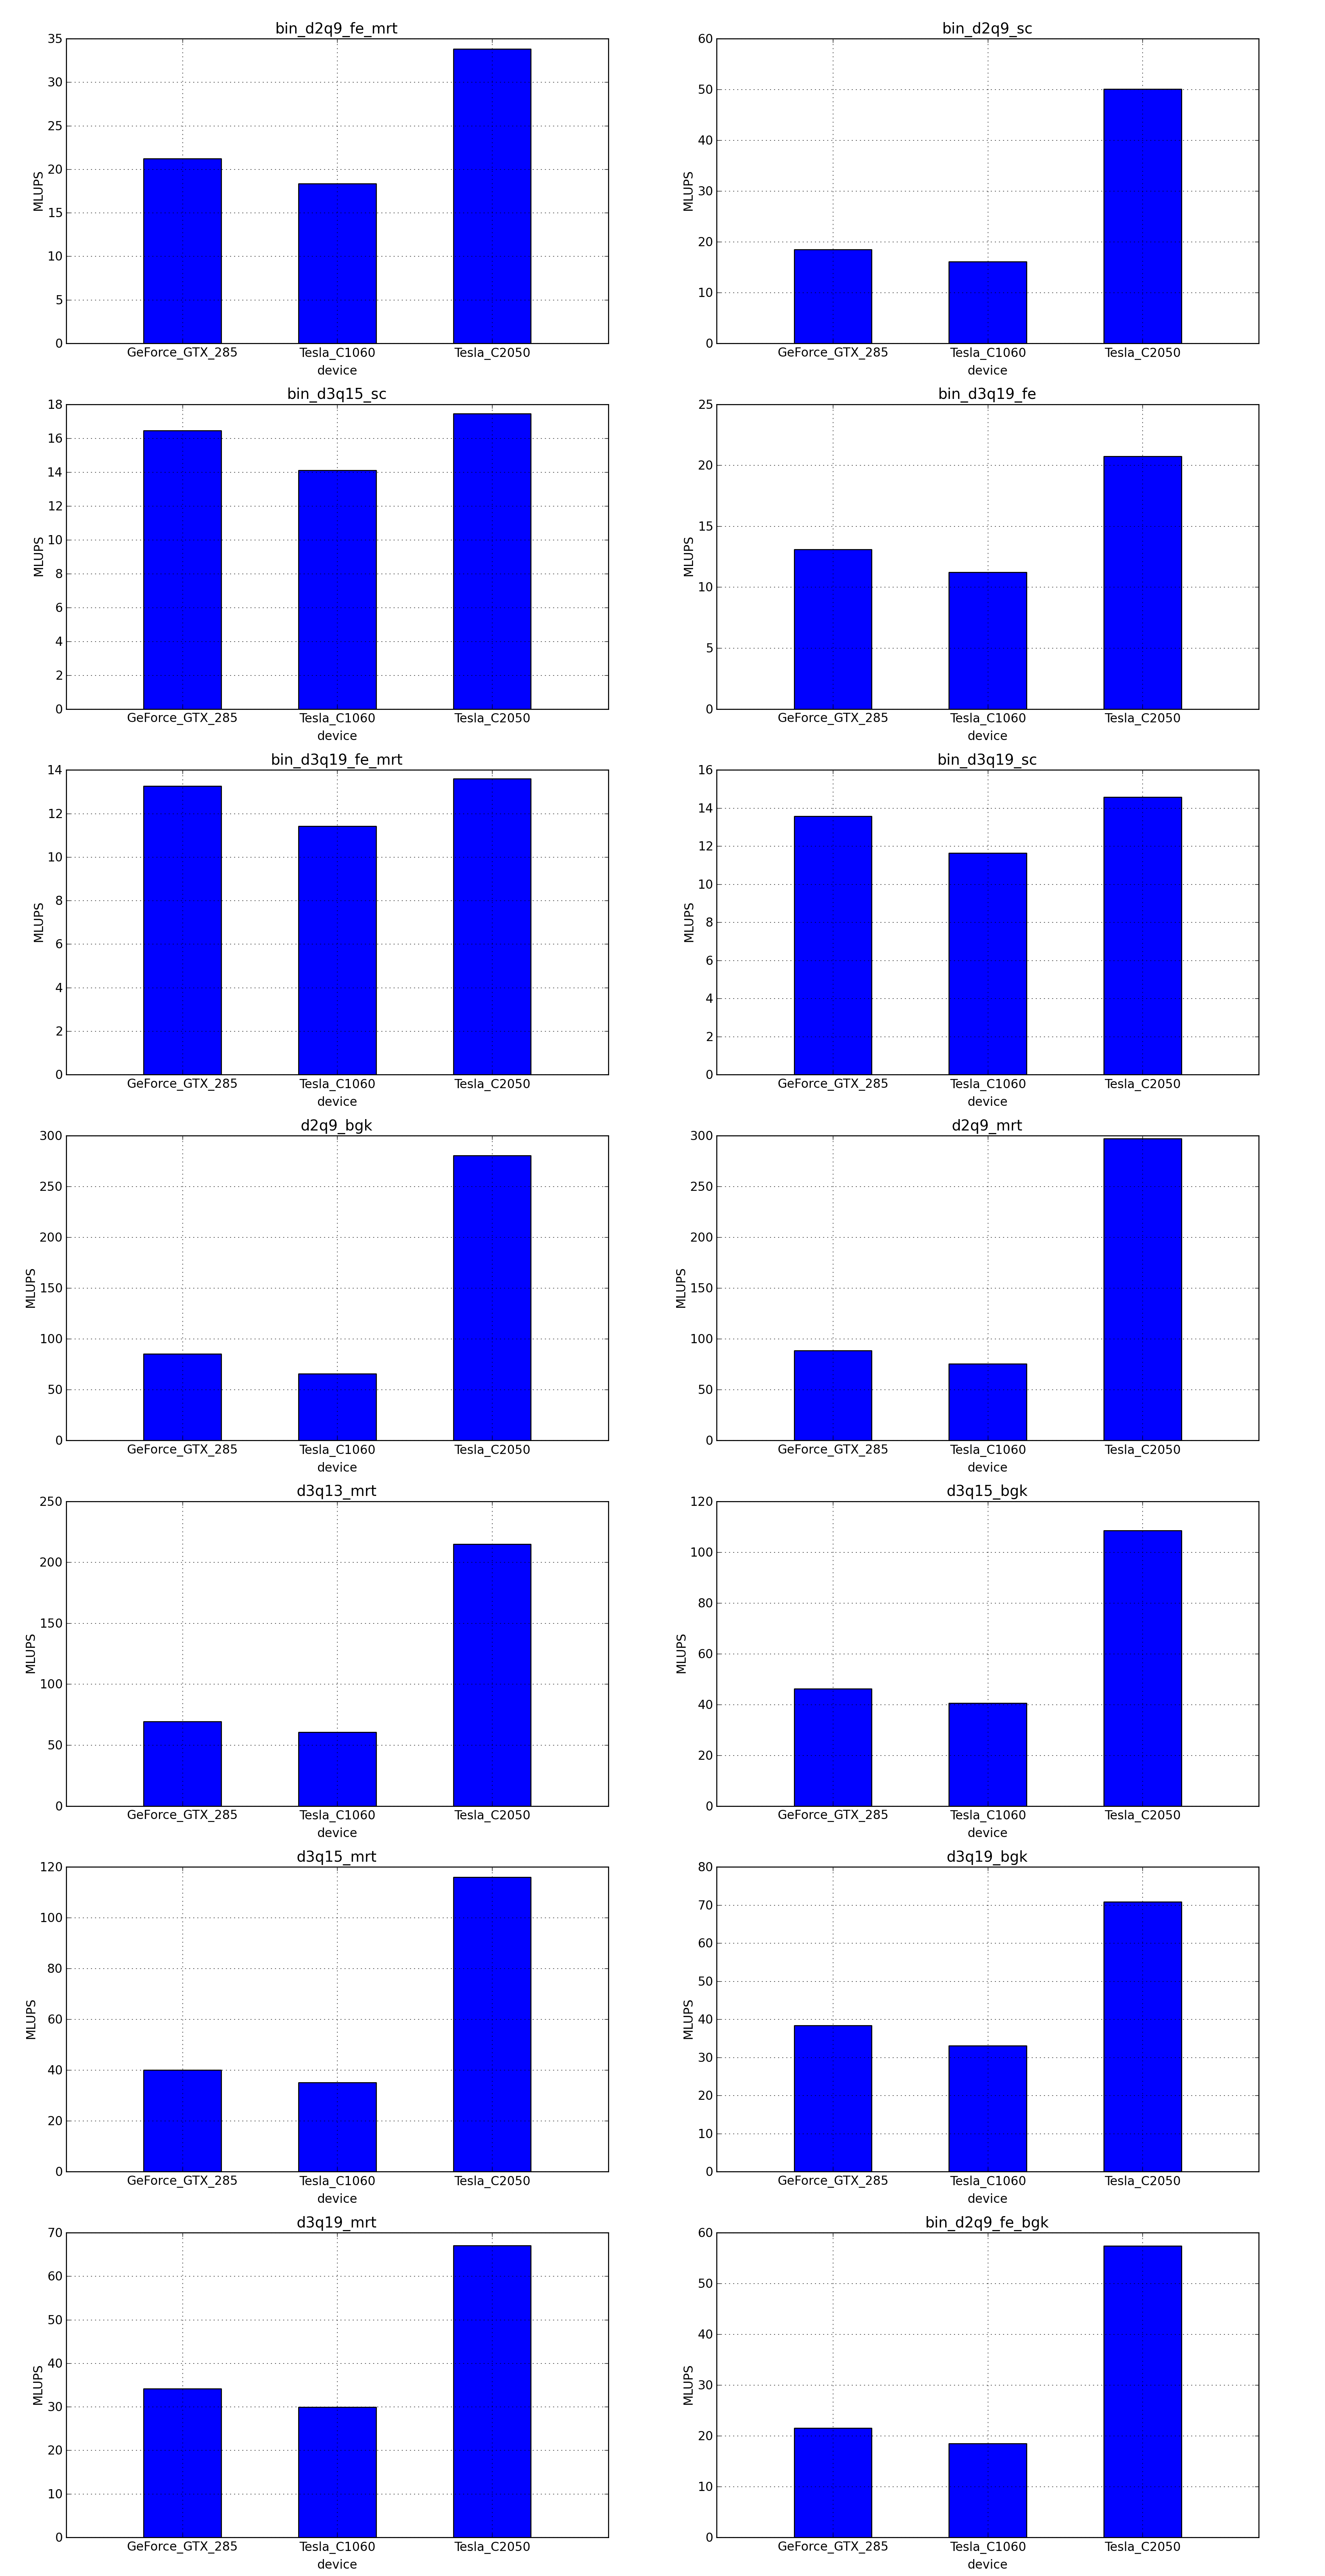 bin_d2q9_fe_mrt
35
30
25
20
15
10
5
0
MLUPS
GeForce_GTX_285 Tesla_C1060 Tesla_C2050
device
bin_d2q9_sc
60
50
40
30
20
10
0
MLUPS
GeForce_GTX_285 Tesla_C1060 Tesla_C2050
device
bin_d3q15_sc
18
16
14
12
10
8
6
4
2
0
MLUPS
GeForce_GTX_285 Tesla_C1060 Tesla_C2050
device
bin_d3q19_fe
25
20
15
10
5
0
MLUPS
GeForce_GTX_285 Tesla_C1060 Tesla_C2050
device
bin_d3q19_fe_mrt
14
12
10
8
6
4
2
0
MLUPS
GeForce_GTX_285 Tesla_C1060 Tesla_C2050
device
bin_d3q19_sc
16
14
12
10
8
6
4
2
0
MLUPS
GeForce_GTX_285 Tesla_C1060 Tesla_C2050
device
d2q9_bgk
300
250
200
150
100
50
0
MLUPS
GeForce_GTX_285 Tesla_C1060 Tesla_C2050
device
d2q9_mrt
300
250
200
150
100
50
0
MLUPS
GeForce_GTX_285 Tesla_C1060 Tesla_C2050
device
d3q13_mrt
250
200
150
100
50
0
MLUPS
GeForce_GTX_285 Tesla_C1060 Tesla_C2050
device
d3q15_bgk
120
100
80
60
40
20
0
MLUPS
GeForce_GTX_285 Tesla_C1060 Tesla_C2050
device
d3q15_mrt
120
100
80
60
40
20
0
MLUPS
GeForce_GTX_285 Tesla_C1060 Tesla_C2050
device
d3q19_bgk
80
70
60
50
40
30
20
10
0
MLUPS
GeForce_GTX_285 Tesla_C1060 Tesla_C2050
device
d3q19_mrt
70
60
50
40
30
20
10
0
MLUPS
GeForce_GTX_285 Tesla_C1060 Tesla_C2050
device
bin_d2q9_fe_bgk
60
50
40
30
20
10
0
MLUPS
GeForce_GTX_285 Tesla_C1060 Tesla_C2050
device